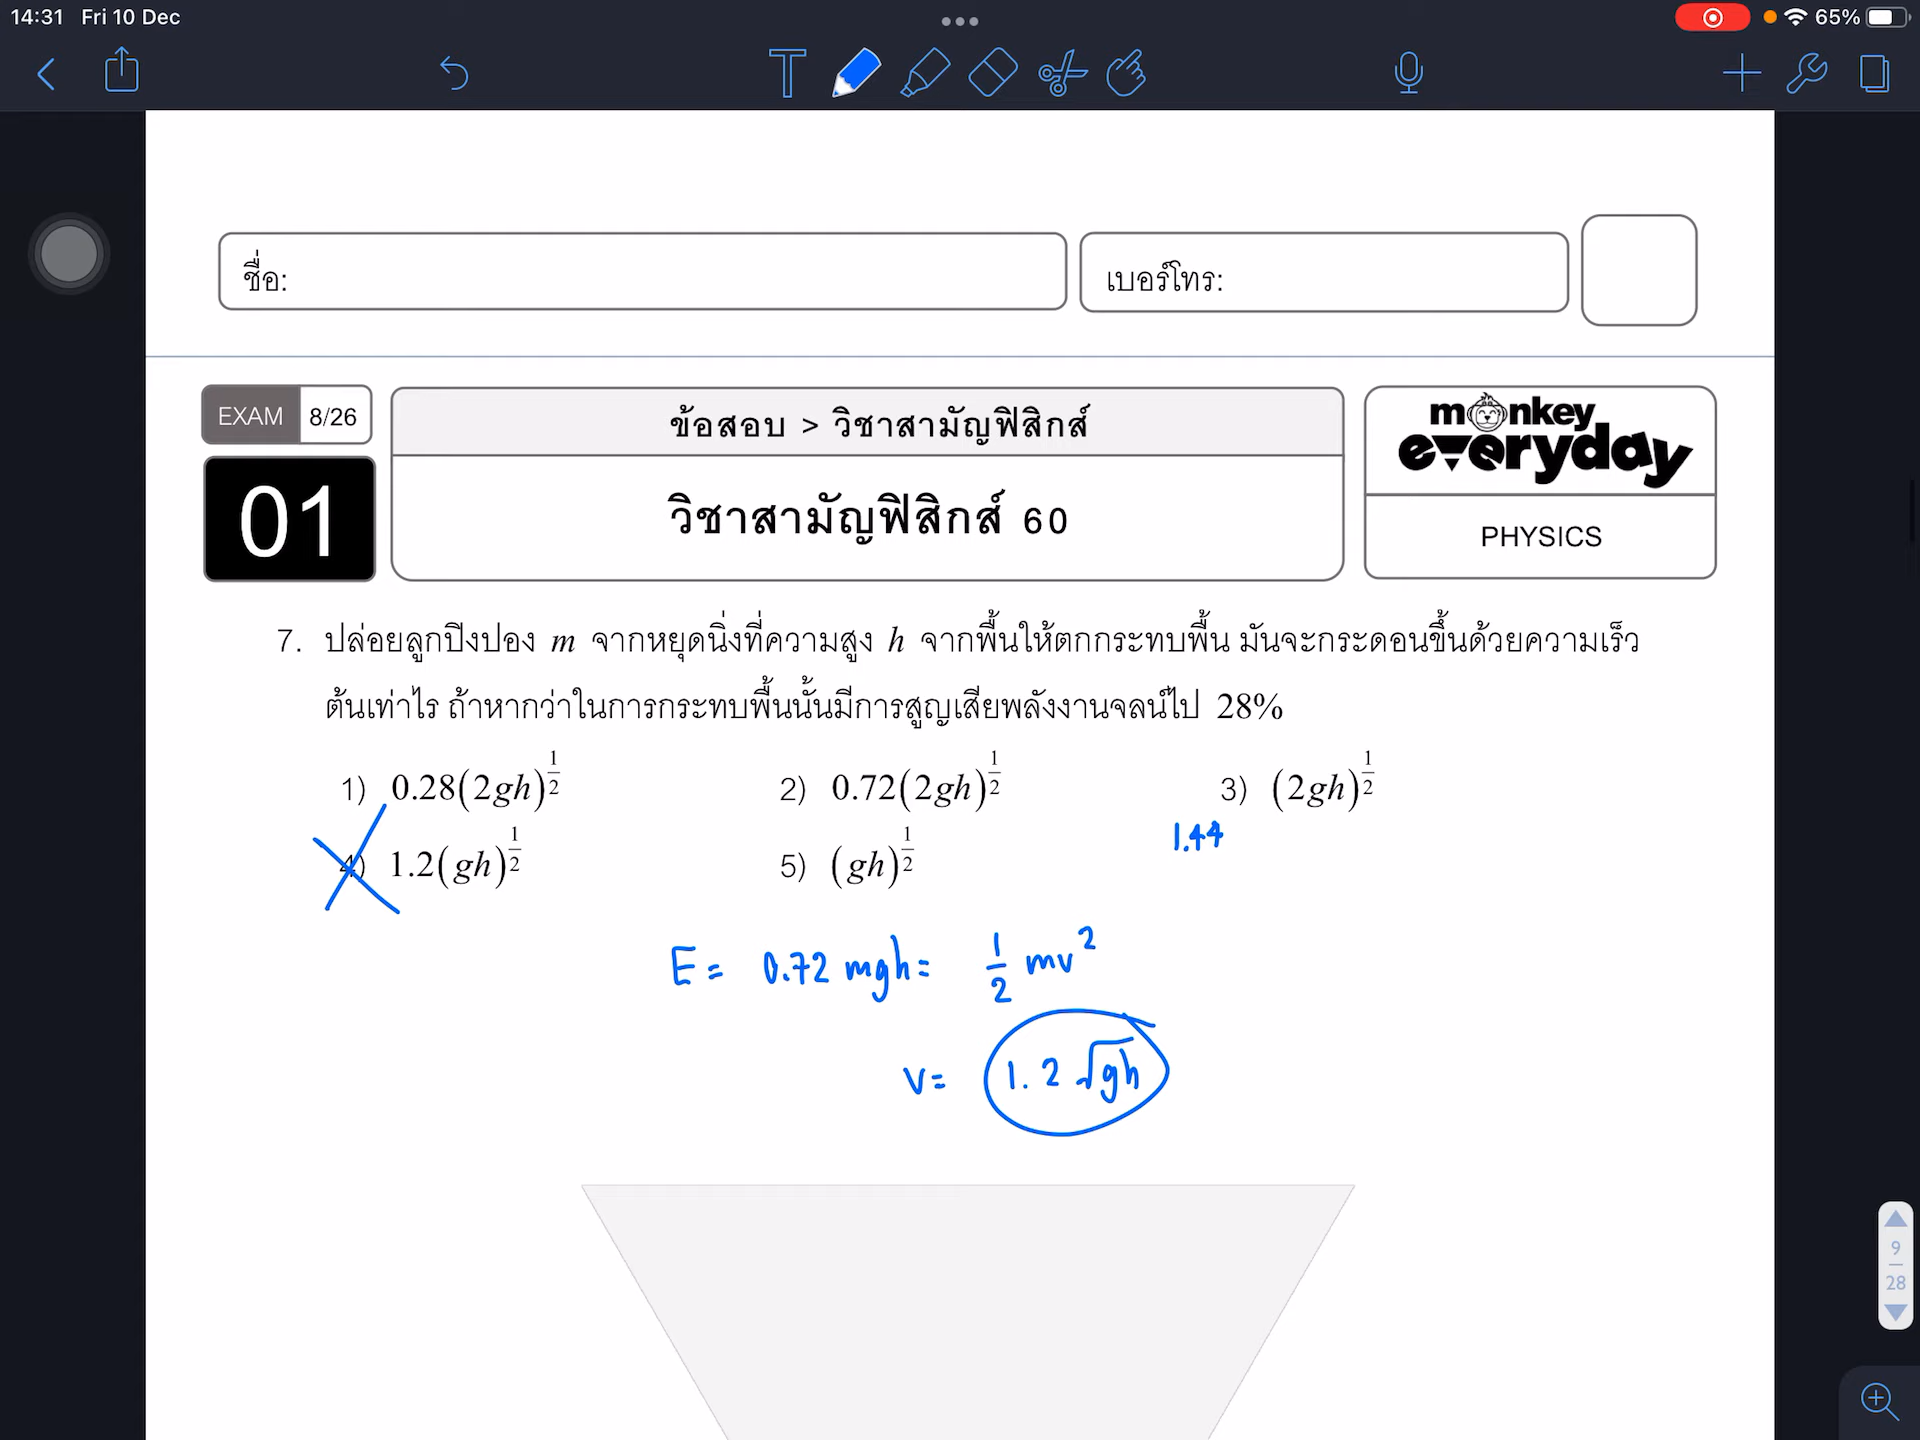 14:31 Fri 10 Dec
65%
T
ชื่อ:
เบอร์โทร:
EXAM 8/26
01
ข้อสอบ > วิชาสามัญฟิสิกส์
วิชาสามัญฟิสิกส์ 60
monkey
everyday
PHYSICS
7. ปล่อยลูกปิงปอง m จากหยุดนิ่งที่ความสูง h จากพื้นให้ตกกระทบพื้น มันจะกระดอนขึ้นด้วยความเร็ว
ต้นเท่าไร ถ้าหากว่าในการกระทบพื้นนั้นมีการสูญเสียพลังงานจลน์ไป 28%
1) 0.28(2gh)^{1/2} 2) 0.72(2gh)^{1/2} 3) (2gh)^{1/2}
1.44
4) 1.2(gh)^{1/2} 5) (gh)^{1/2}
E = 0.72 mgh = 1/2 mv²
v = 1.2 √gh
9
28